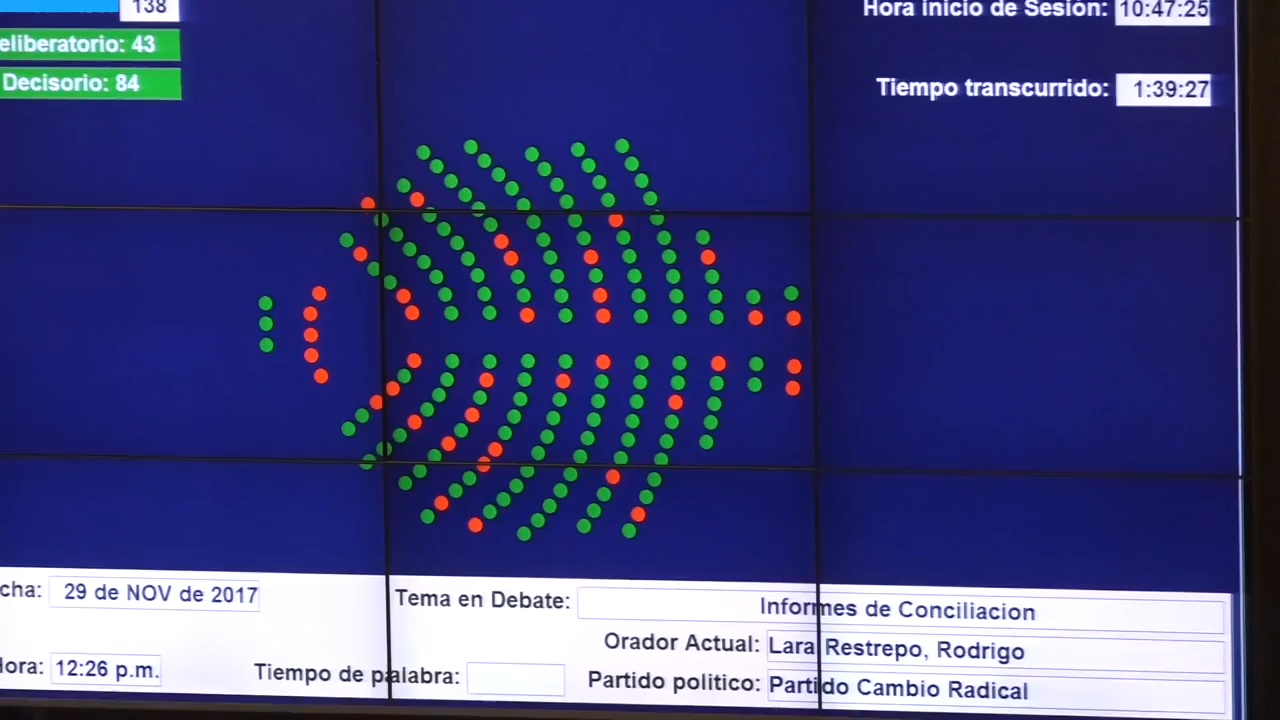 138
Hora inicio de Sesión: 10:47:25
eliberatorio: 43
Decisorio: 84
Tiempo transcurrido: 1:39:27
cha: 29 de NOV de 2017
Tema en Debate: Informes de Conciliacion
Orador Actual: Lara Restrepo, Rodrigo
lora: 12:26 p.m.
Tiempo de palabra:
Partido politico: Partido Cambio Radical